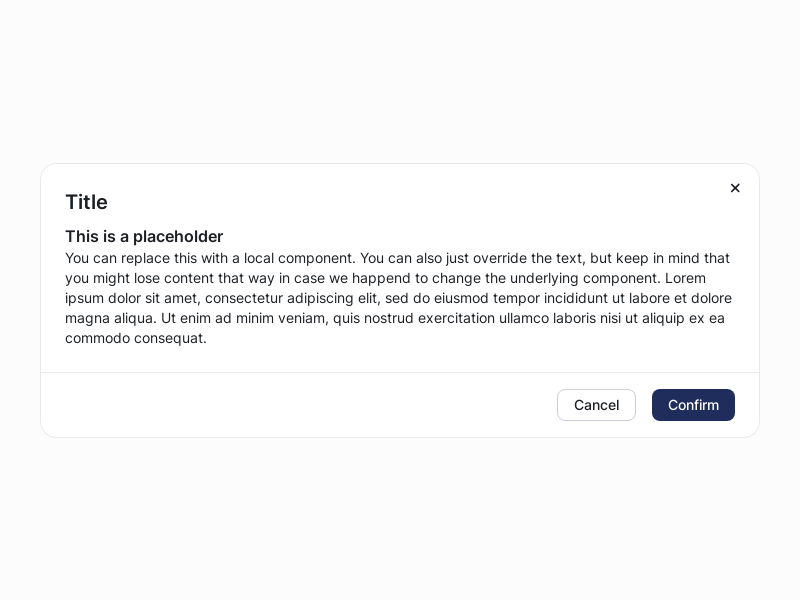 Title
This is a placeholder
You can replace this with a local component. You can also just override the text, but keep in mind that
you might lose content that way in case we happend to change the underlying component. Lorem
ipsum dolor sit amet, consectetur adipiscing elit, sed do eiusmod tempor incididunt ut labore et dolore
magna aliqua. Ut enim ad minim veniam, quis nostrud exercitation ullamco laboris nisi ut aliquip ex ea
commodo consequat.
Cancel
Confirm